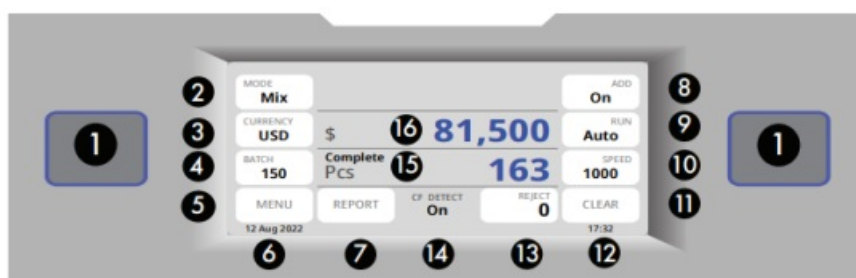 2 MODE Mix ADD On 8
3 CURRENCY USD $ 16 81,500 RUN Auto 9
1 1
4 BATCH 150 Complete Pcs 15 163 SPEED 1000 10
5 MENU REPORT CF DETECT On REJECT 0 CLEAR 11
12 Aug 2022 17:32
6 7 14 13 12